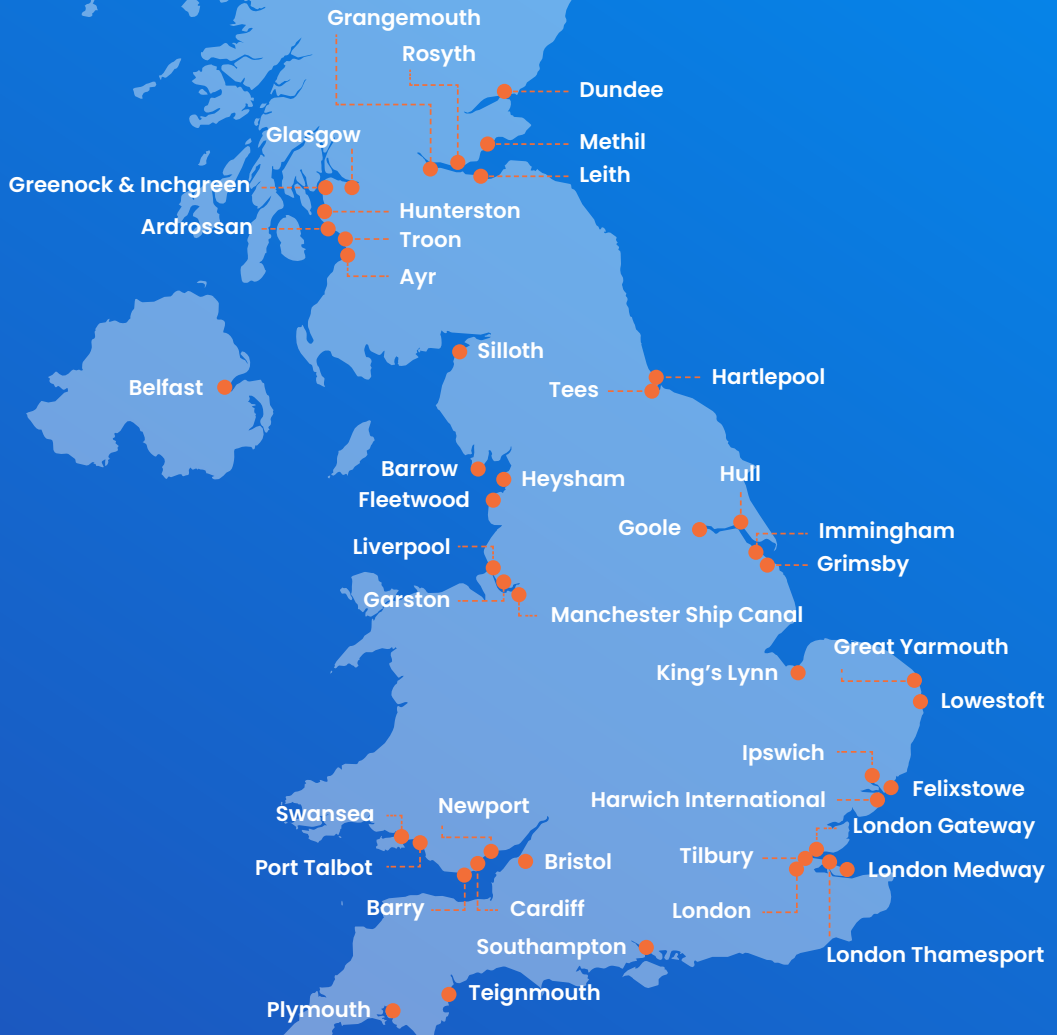 Grangemouth
Rosyth
Dundee
Glasgow
Methil
Leith
Greenock & Inchgreen
Hunterston
Ardrossan
Troon
Ayr
Silloth
Hartlepool
Belfast
Tees
Barrow
Hull
Heysham
Fleetwood
Goole
Immingham
Liverpool
Grimsby
Garston
Manchester Ship Canal
Great Yarmouth
King’s Lynn
Lowestoft
Ipswich
Felixstowe
Harwich International
Newport
Swansea
London Gateway
Tilbury
Bristol
Port Talbot
London Medway
Barry
Cardiff
London
Southampton
London Thamesport
Teignmouth
Plymouth